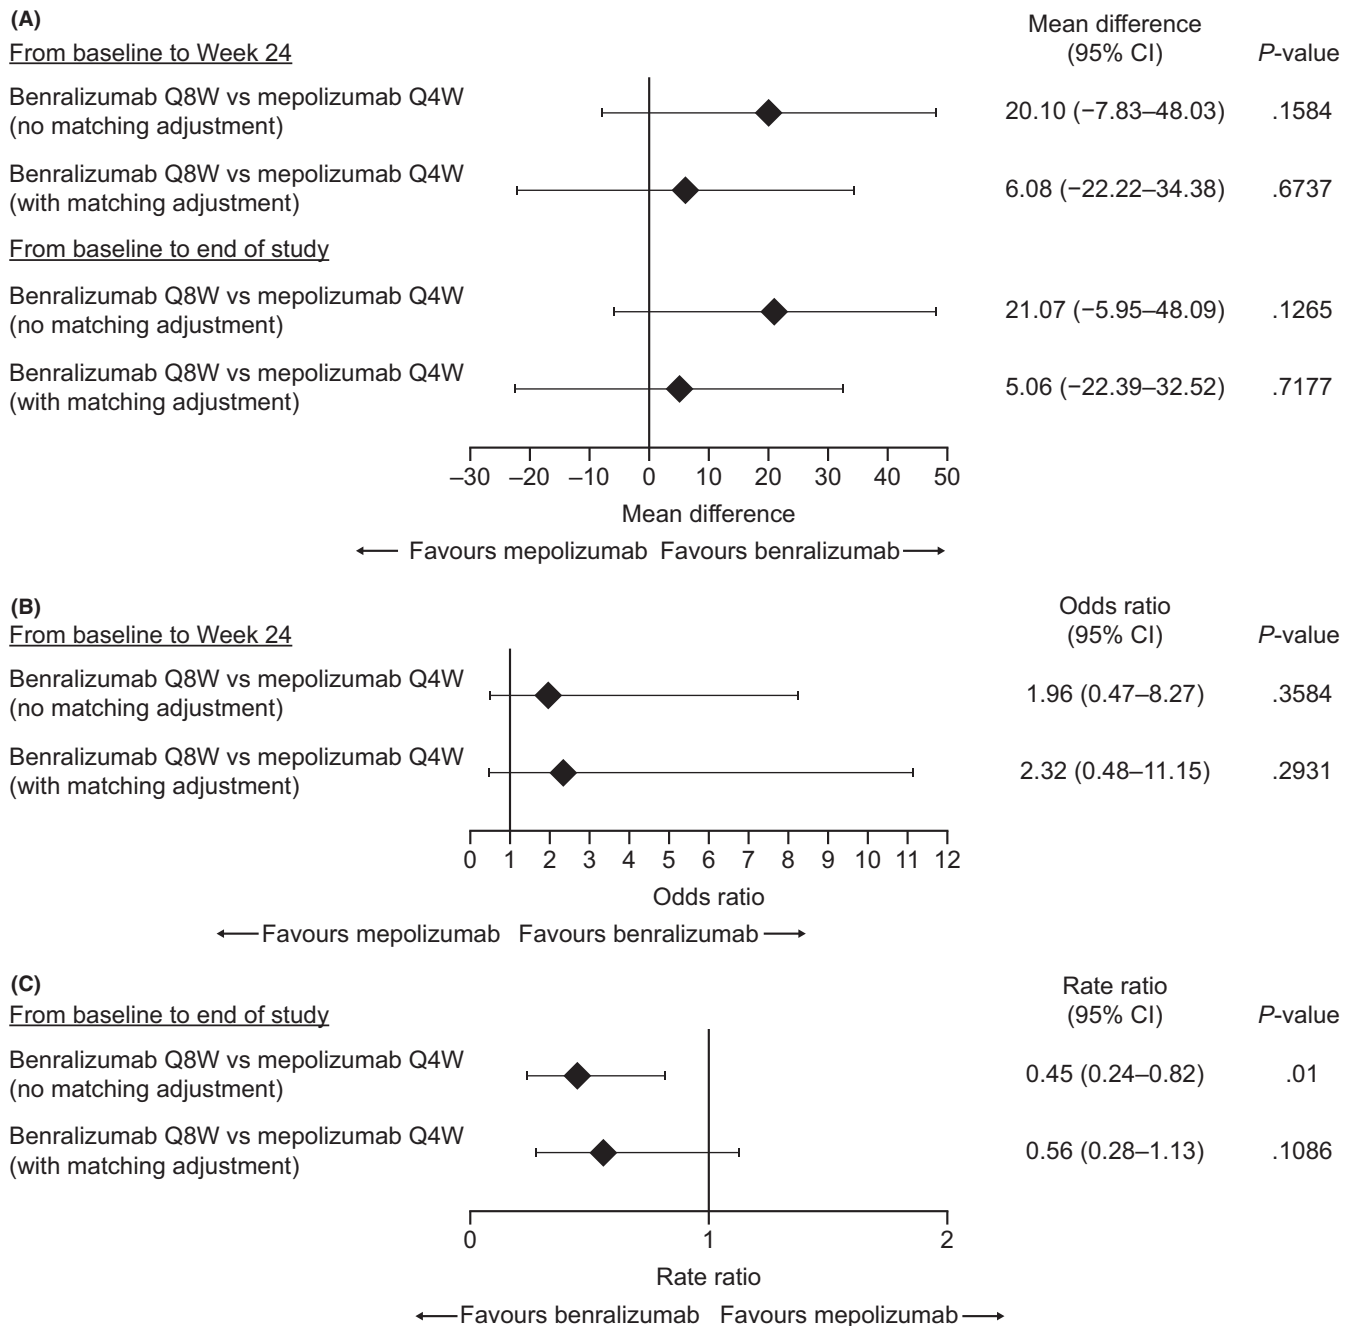 (A)
Mean difference
From baseline to Week 24
(95% CI)
P-value
Benralizumab Q8W vs mepolizumab Q4W
(no matching adjustment)
20.10 (−7.83–48.03)
.1584
Benralizumab Q8W vs mepolizumab Q4W
(with matching adjustment)
6.08 (−22.22–34.38)
.6737
From baseline to end of study
Benralizumab Q8W vs mepolizumab Q4W
(no matching adjustment)
21.07 (−5.95–48.09)
.1265
Benralizumab Q8W vs mepolizumab Q4W
(with matching adjustment)
5.06 (−22.39–32.52)
.7177
–30 –20 –10 0 10 20 30 40 50
Mean difference
Favours mepolizumab Favours benralizumab
(B)
Odds ratio
From baseline to Week 24
(95% CI)
P-value
Benralizumab Q8W vs mepolizumab Q4W
(no matching adjustment)
1.96 (0.47–8.27)
.3584
Benralizumab Q8W vs mepolizumab Q4W
(with matching adjustment)
2.32 (0.48–11.15)
.2931
0 1 2 3 4 5 6 7 8 9 10 11 12
Odds ratio
Favours mepolizumab Favours benralizumab
(C)
Rate ratio
From baseline to end of study
(95% CI)
P-value
Benralizumab Q8W vs mepolizumab Q4W
(no matching adjustment)
0.45 (0.24–0.82)
.01
Benralizumab Q8W vs mepolizumab Q4W
(with matching adjustment)
0.56 (0.28–1.13)
.1086
0 1 2
Rate ratio
Favours benralizumab Favours mepolizumab